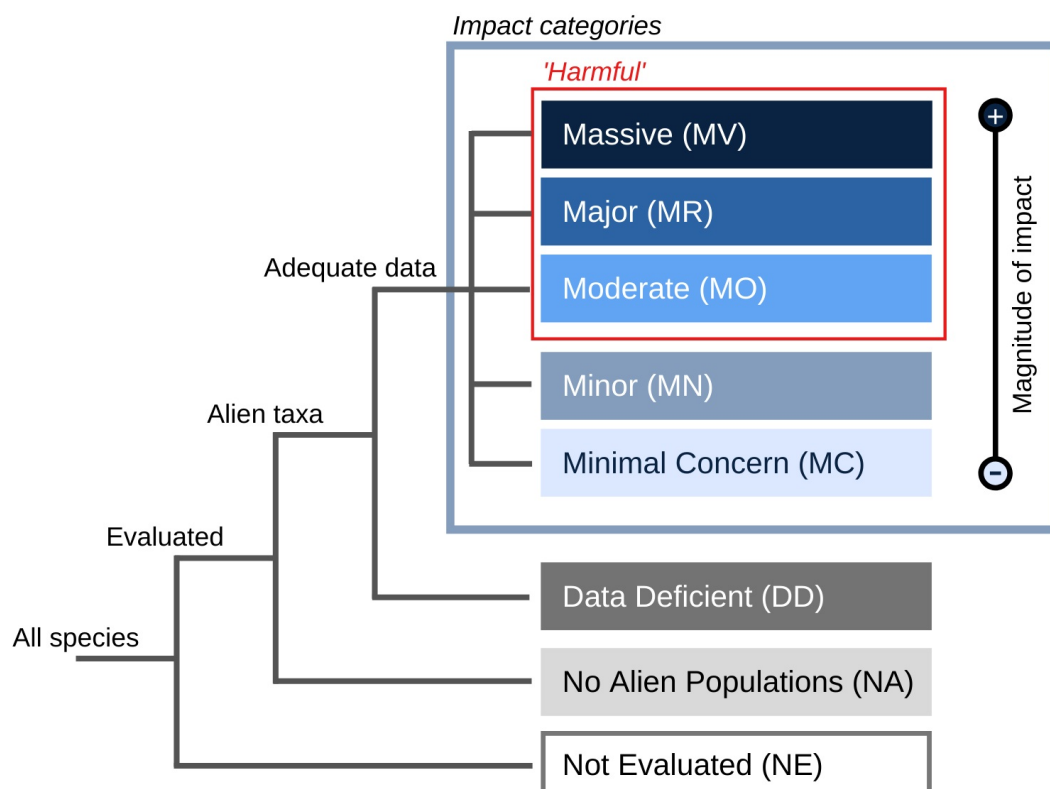 Impact categories
'Harmful'
Massive (MV)
+
Major (MR)
Adequate data
Moderate (MO)
Magnitude of impact
Minor (MN)
Alien taxa
Minimal Concern (MC)
-
Evaluated
Data Deficient (DD)
All species
No Alien Populations (NA)
Not Evaluated (NE)